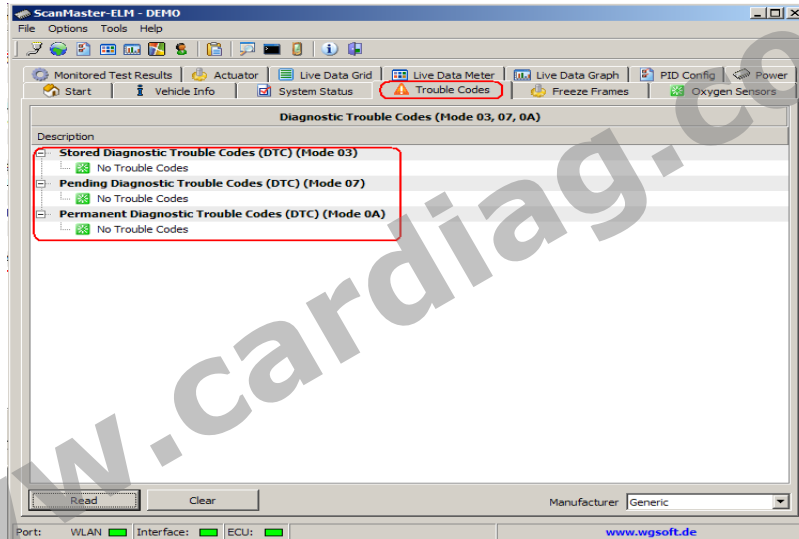 ScanMaster-ELM - DEMO
File Options Tools Help
Monitored Test Results Actuator Live Data Grid Live Data Meter Live Data Graph PID Config Power
Start Vehicle Info System Status Trouble Codes Freeze Frames Oxygen Sensors
Diagnostic Trouble Codes (Mode 03, 07, 0A)
Description
Stored Diagnostic Trouble Codes (DTC) (Mode 03)
No Trouble Codes
Pending Diagnostic Trouble Codes (DTC) (Mode 07)
No Trouble Codes
Permanent Diagnostic Trouble Codes (DTC) (Mode 0A)
No Trouble Codes
Read Clear Manufacturer Generic
Port: WLAN Interface: ECU: www.wgsoft.de
w.cardiag.co